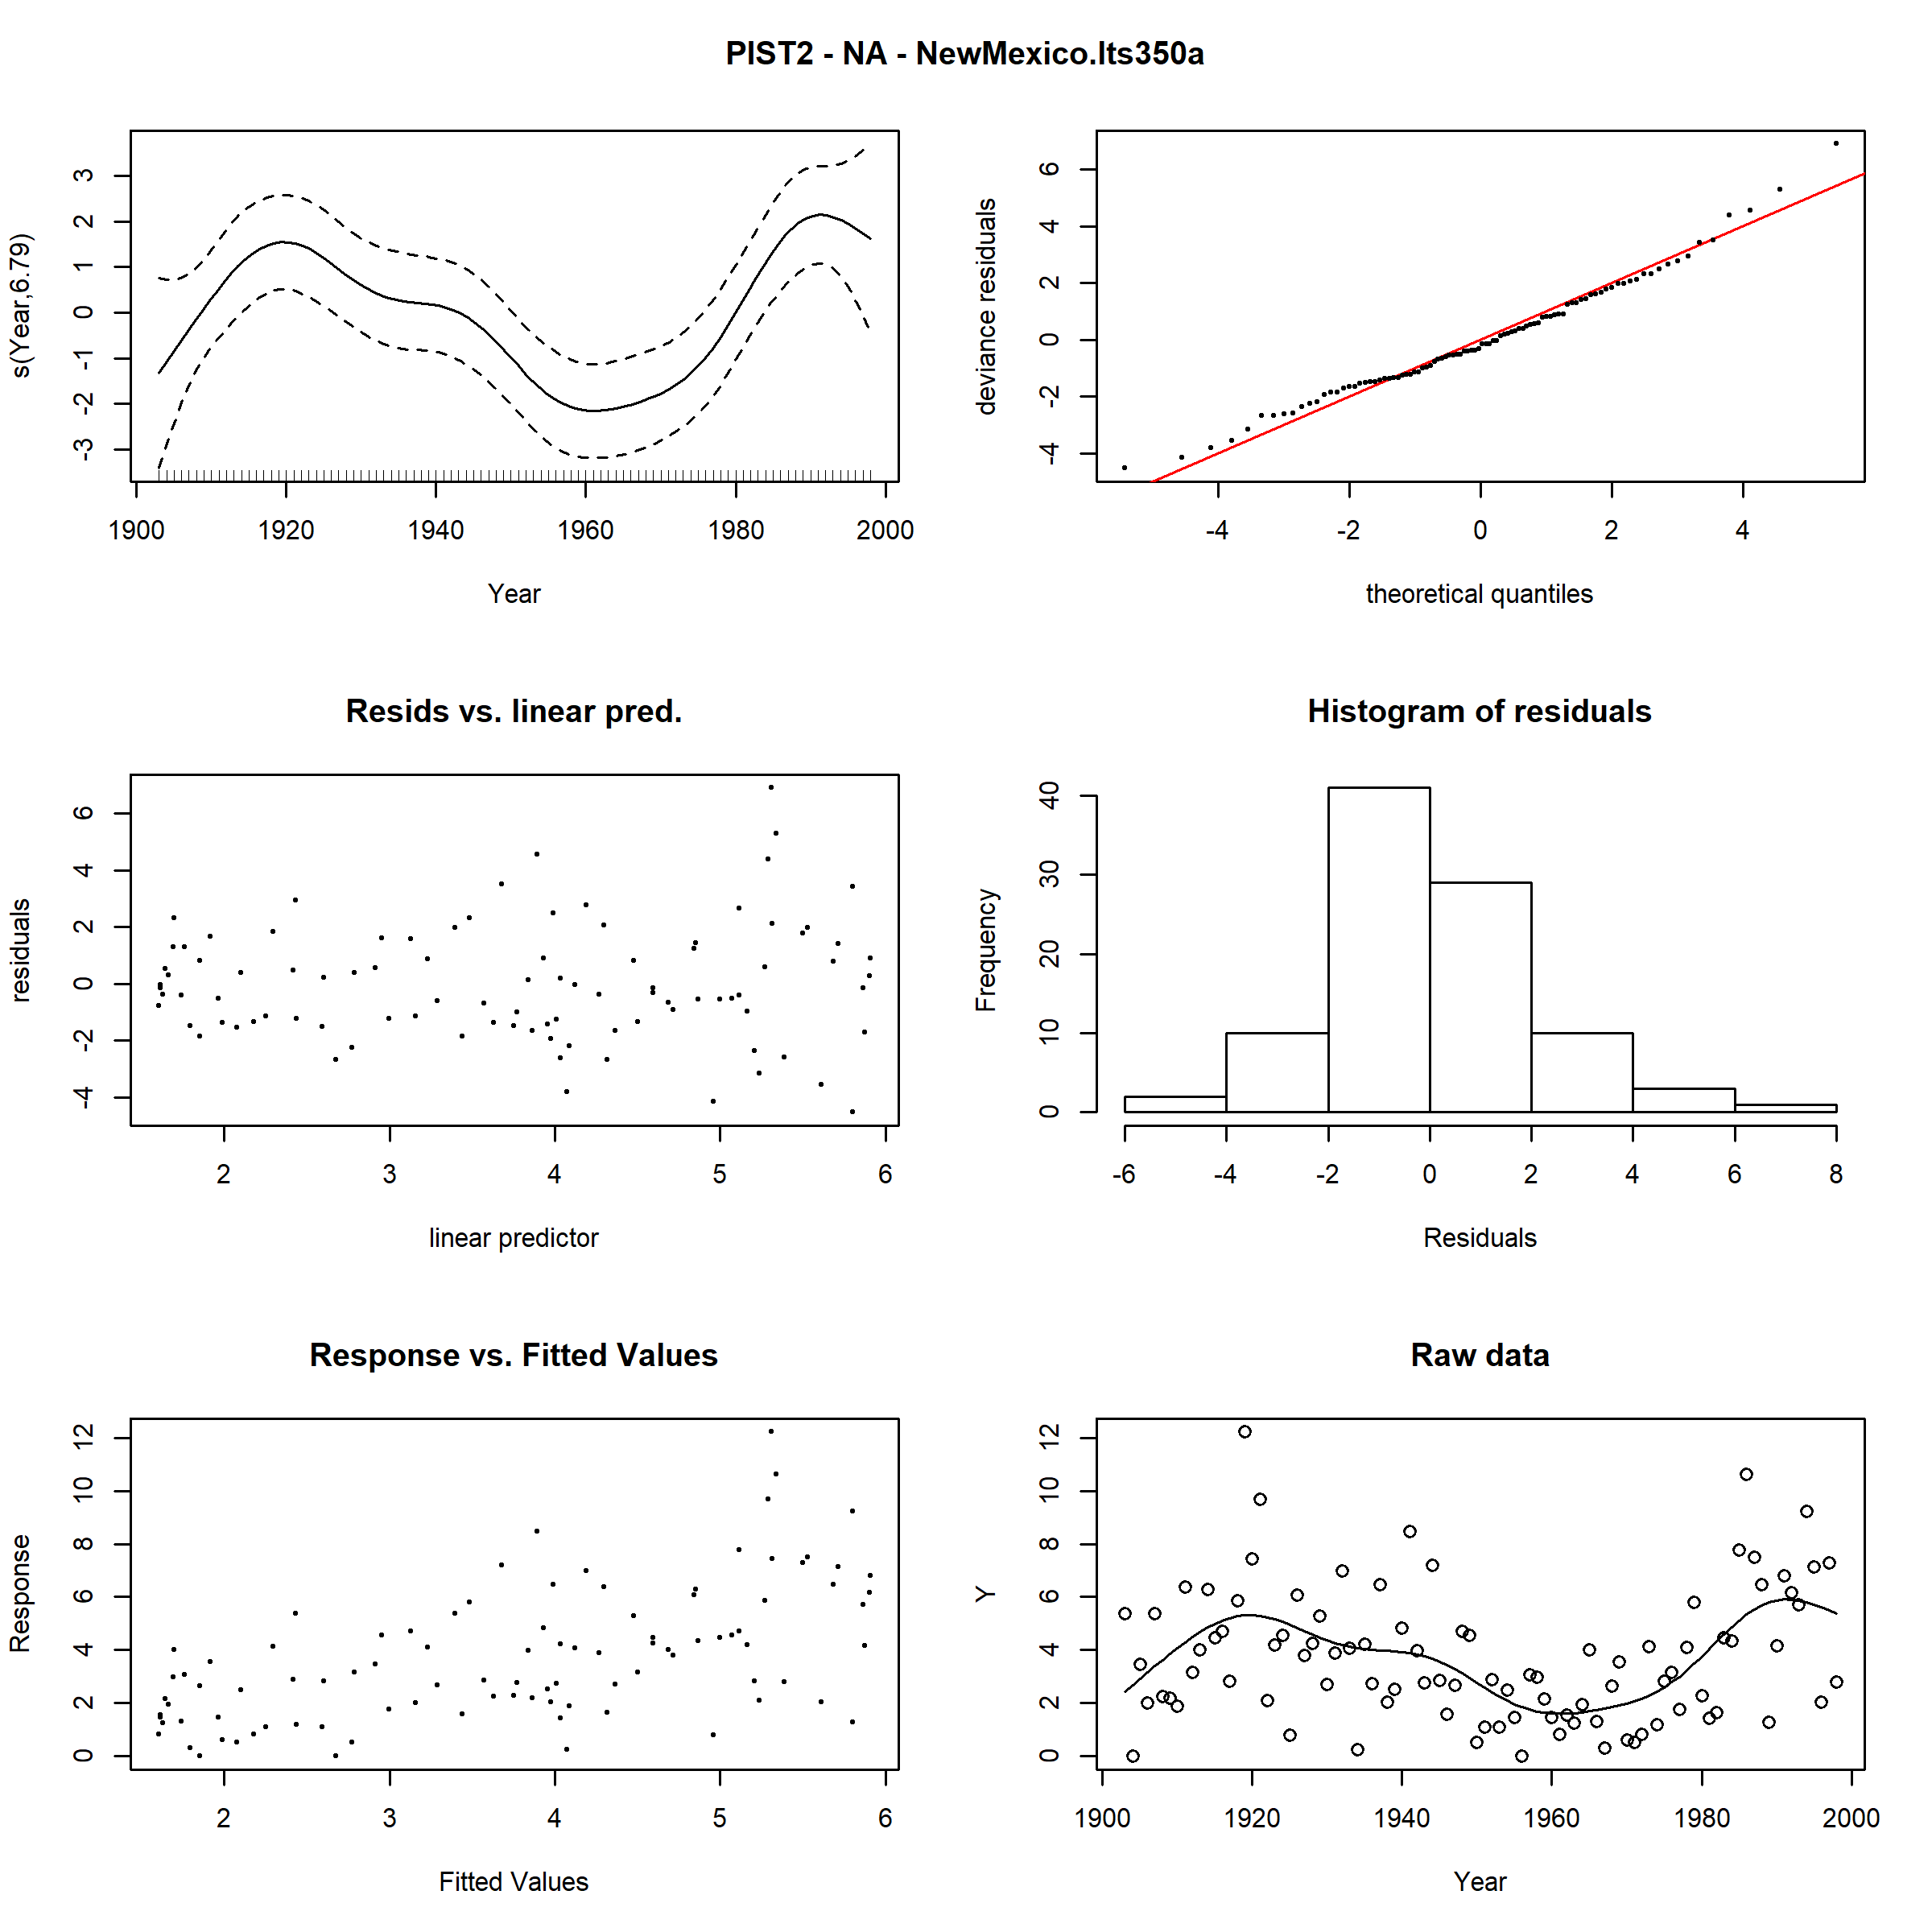 PIST2 - NA - NewMexico.lts350a
s(Year,6.79)
3
2
1
0
-1
-2
-3
1900 1920 1940 1960 1980 2000
Year
deviance residuals
6
4
2
0
-2
-4
-4 -2 0 2 4
theoretical quantiles
Resids vs. linear pred.
residuals
6
4
2
0
-2
-4
2 3 4 5 6
linear predictor
Histogram of residuals
Frequency
40
30
20
10
0
-6 -4 -2 0 2 4 6 8
Residuals
Response vs. Fitted Values
Response
12
10
8
6
4
2
0
2 3 4 5 6
Fitted Values
Raw data
Y
12
10
8
6
4
2
0
1900 1920 1940 1960 1980 2000
Year